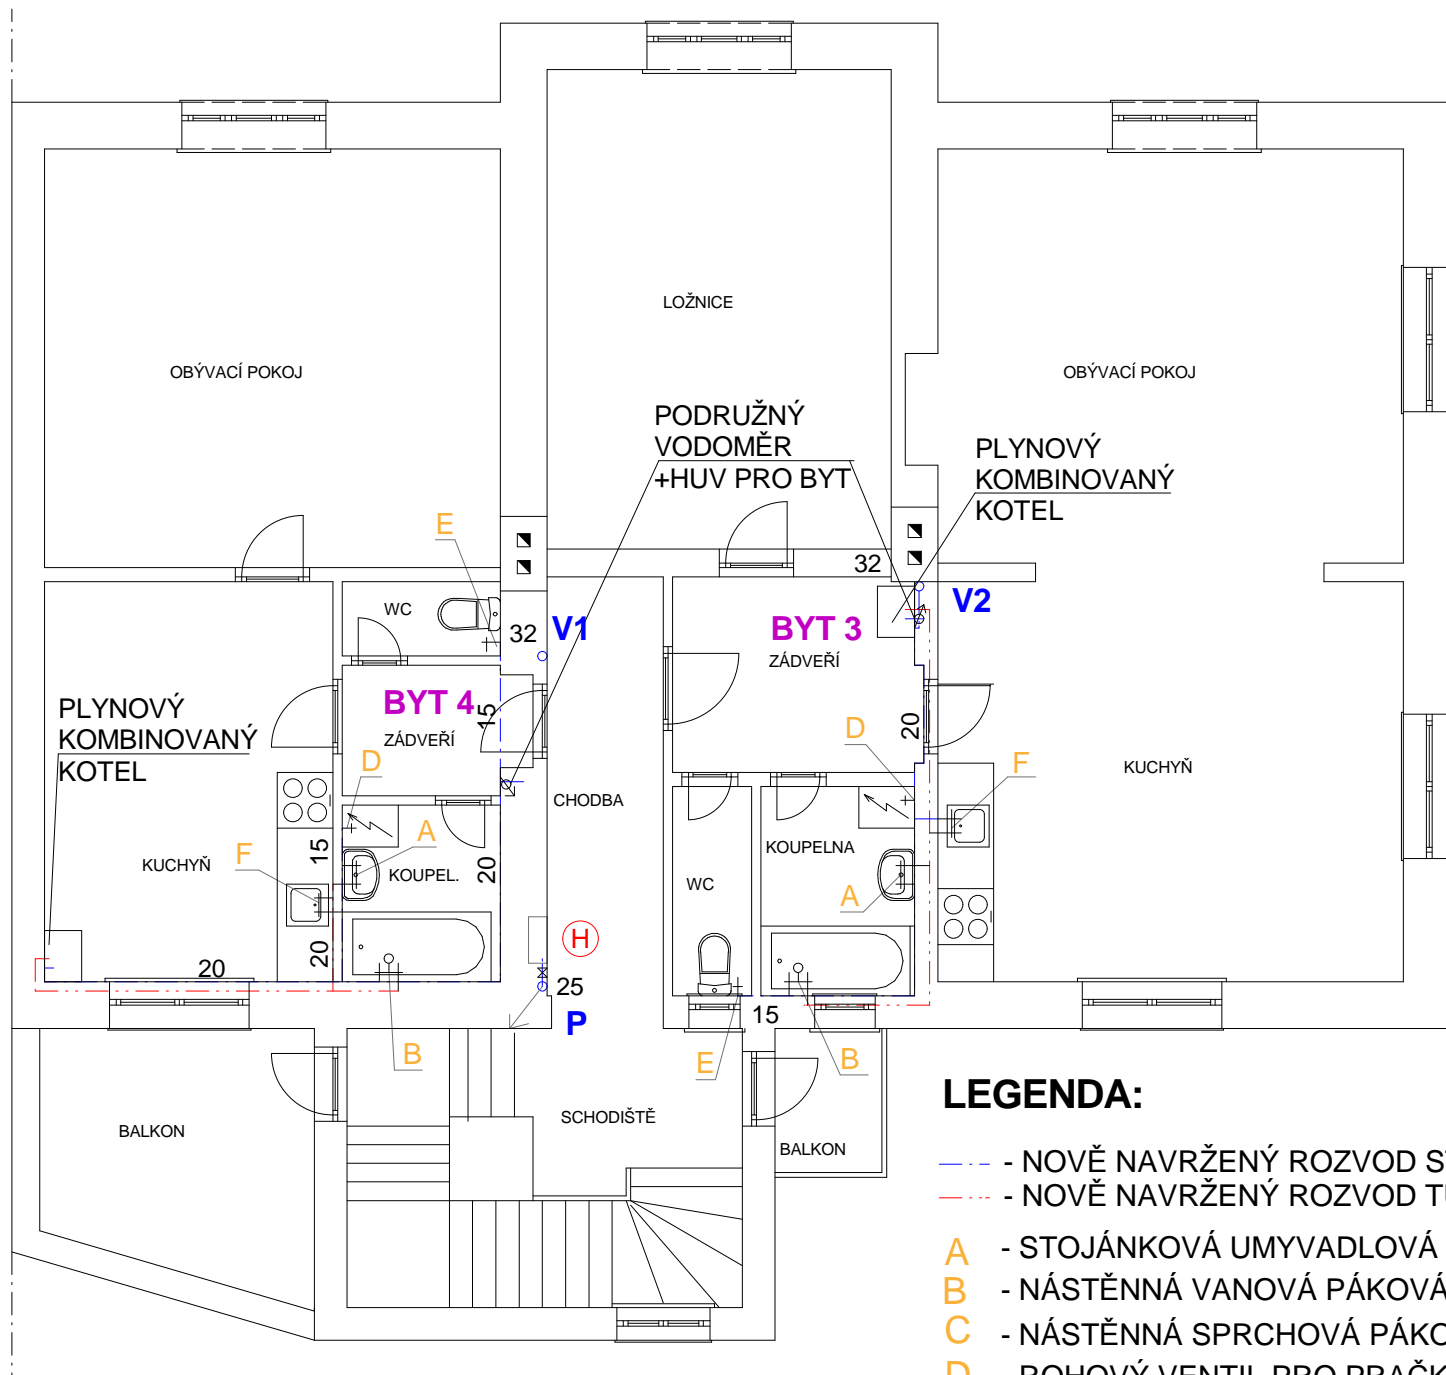 LOŽNICE
OBÝVACÍ POKOJ
OBÝVACÍ POKOJ
PODRUŽNÝ
VODOMĚR
+HUV PRO BYT
PLYNOVÝ
KOMBINOVANÝ
KOTEL
E
32
WC
32
V1
V2
BYT 3
ZÁDVEŘÍ
BYT 4
15
ZÁDVEŘÍ
PLYNOVÝ
KOMBINOVANÝ
KOTEL
D
D
20
F
KUCHYŇ
CHODBA
A
15
F
KUCHYŇ
KOUPEL.
20
KOUPELNA
WC
A
H
20
20
25
P
15
B
E
B
SCHODIŠTĚ
BALKON
BALKON
LEGENDA:
- NOVĚ NAVRŽENÝ ROZVOD
- NOVĚ NAVRŽENÝ ROZVOD
A - STOJÁNKOVÁ UMYVADLOVÁ
B - NÁSTĚNNÁ VANOVÁ PÁKOVÁ
C - NÁSTĚNNÁ SPRCHOVÁ
D - ROHOVÝ VENTIL PRO